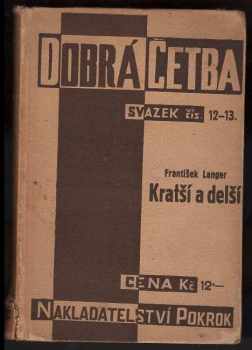 DOBRÁ ČETBA
SVAZEK čís 12-13.
František Langer
Kratší a delší
CENA Kč 12·–
NAKLADATELSTVÍ POKROK